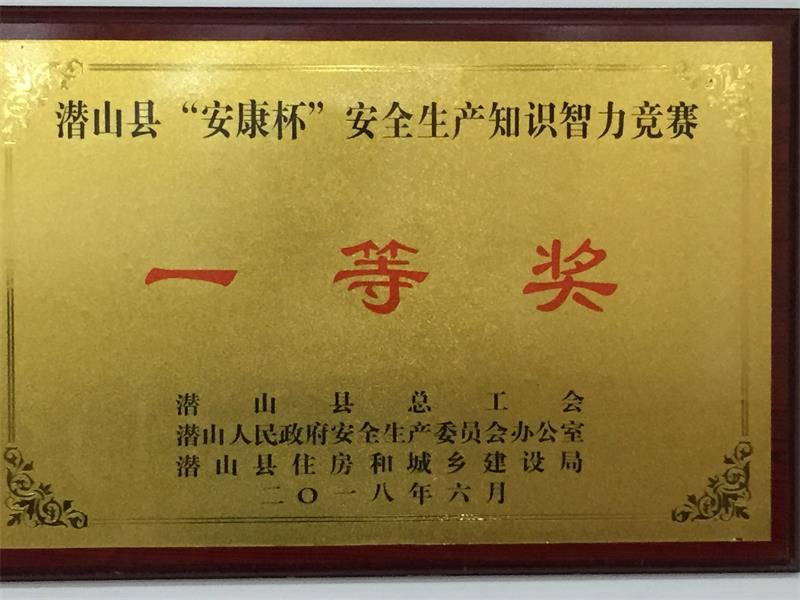 潜山县“安康杯”安全生产知识智力竞赛
一等奖
潜山县总工会
潜山人民政府安全生产委员会办公室
潜山县住房和城乡建设局
二〇一八年六月